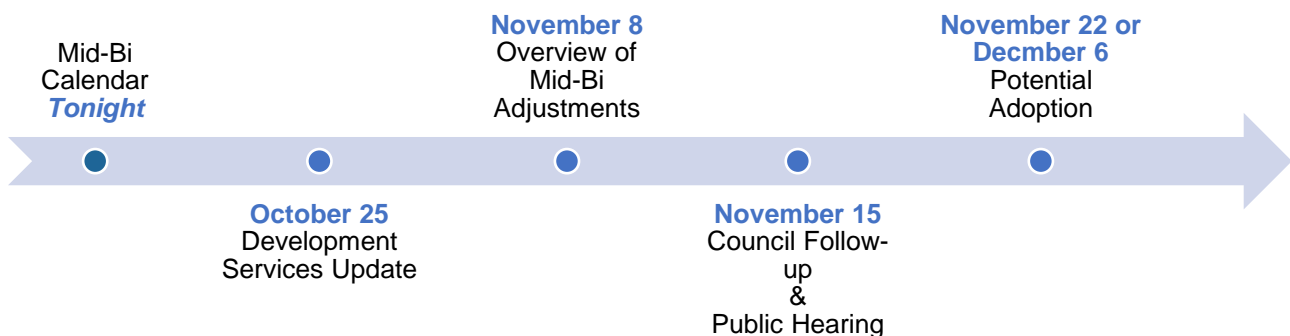 Mid-Bi
Calendar
Tonight
October 25
Development
Services Update
November 8
Overview of
Mid-Bi
Adjustments
November 15
Council Follow-
up
&
Public Hearing
November 22 or
Decmber 6
Potential
Adoption